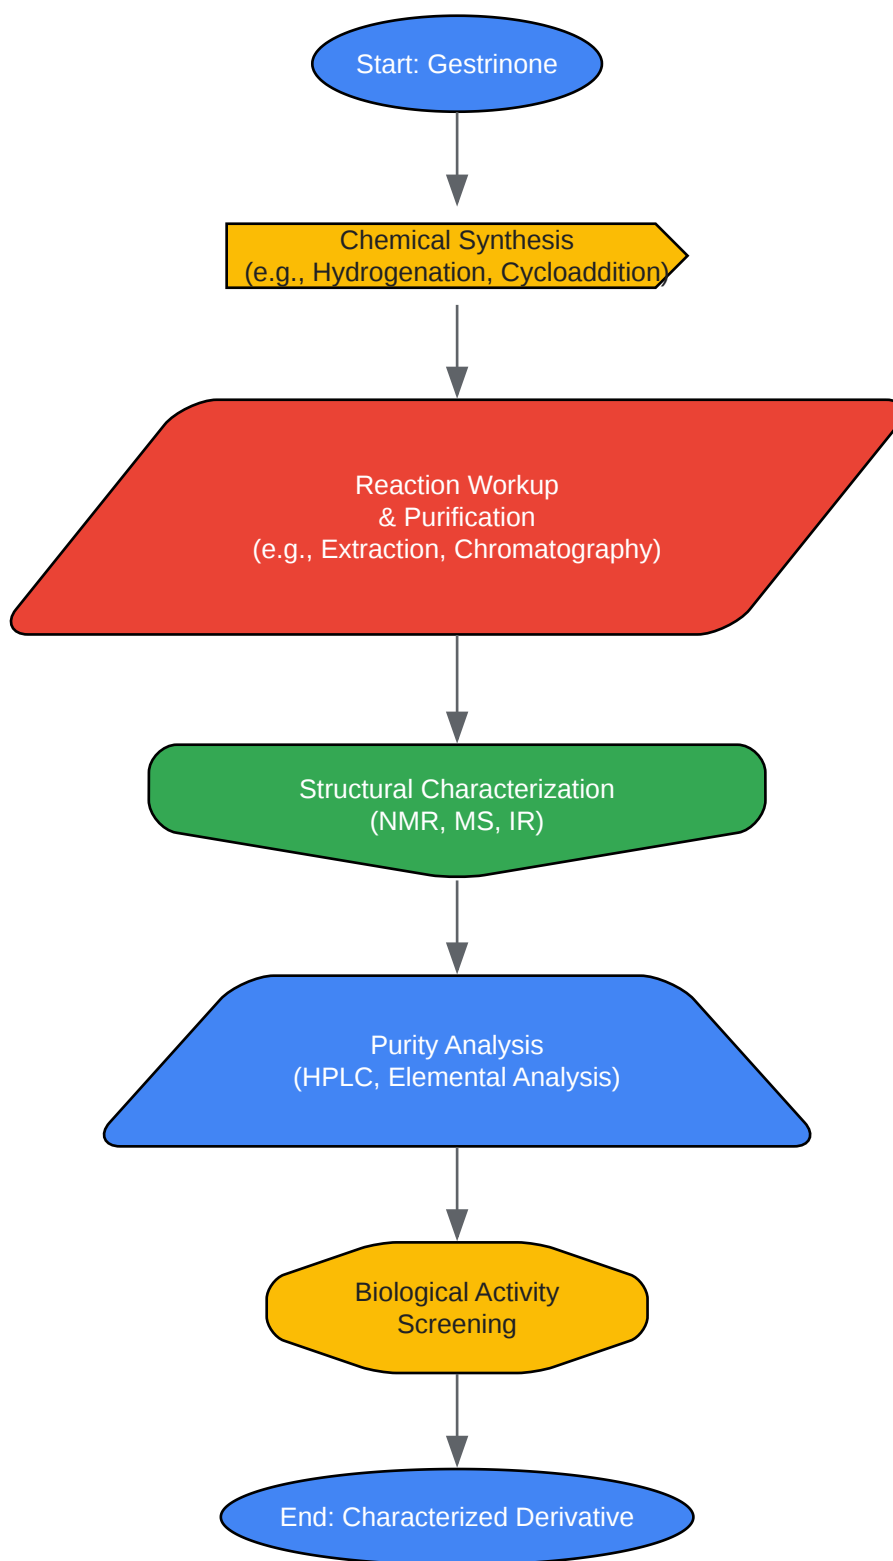 Start: Gestrinone
Chemical Synthesis
(e.g., Hydrogenation, Cycloaddition)
Reaction Workup
& Purification
(e.g., Extraction, Chromatography)
Structural Characterization
(NMR, MS, IR)
Purity Analysis
(HPLC, Elemental Analysis)
Biological Activity
Screening
End: Characterized Derivative